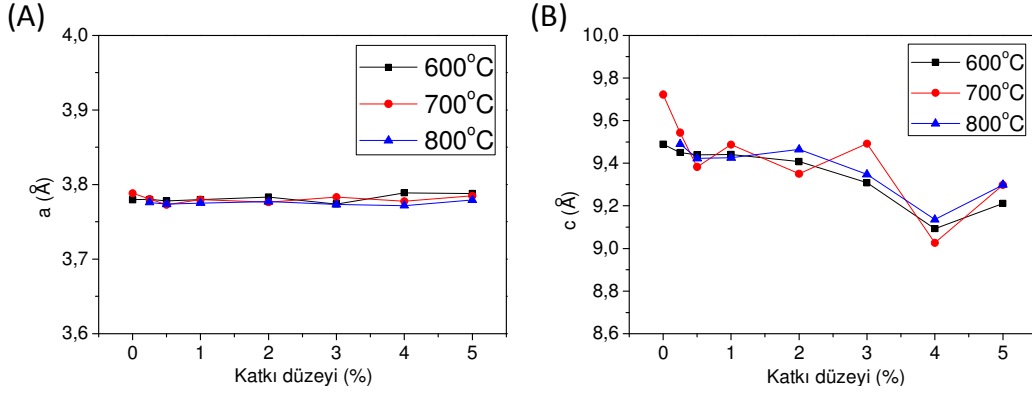 (A)
4,0
3,9
3,8
3,7
3,6
a (Å)
600°C
700°C
800°C
0 1 2 3 4 5
Katkı düzeyi (%)
(B)
10,0
9,8
9,6
9,4
9,2
9,0
8,8
8,6
c (Å)
600°C
700°C
800°C
0 1 2 3 4 5
Katkı düzeyi (%)